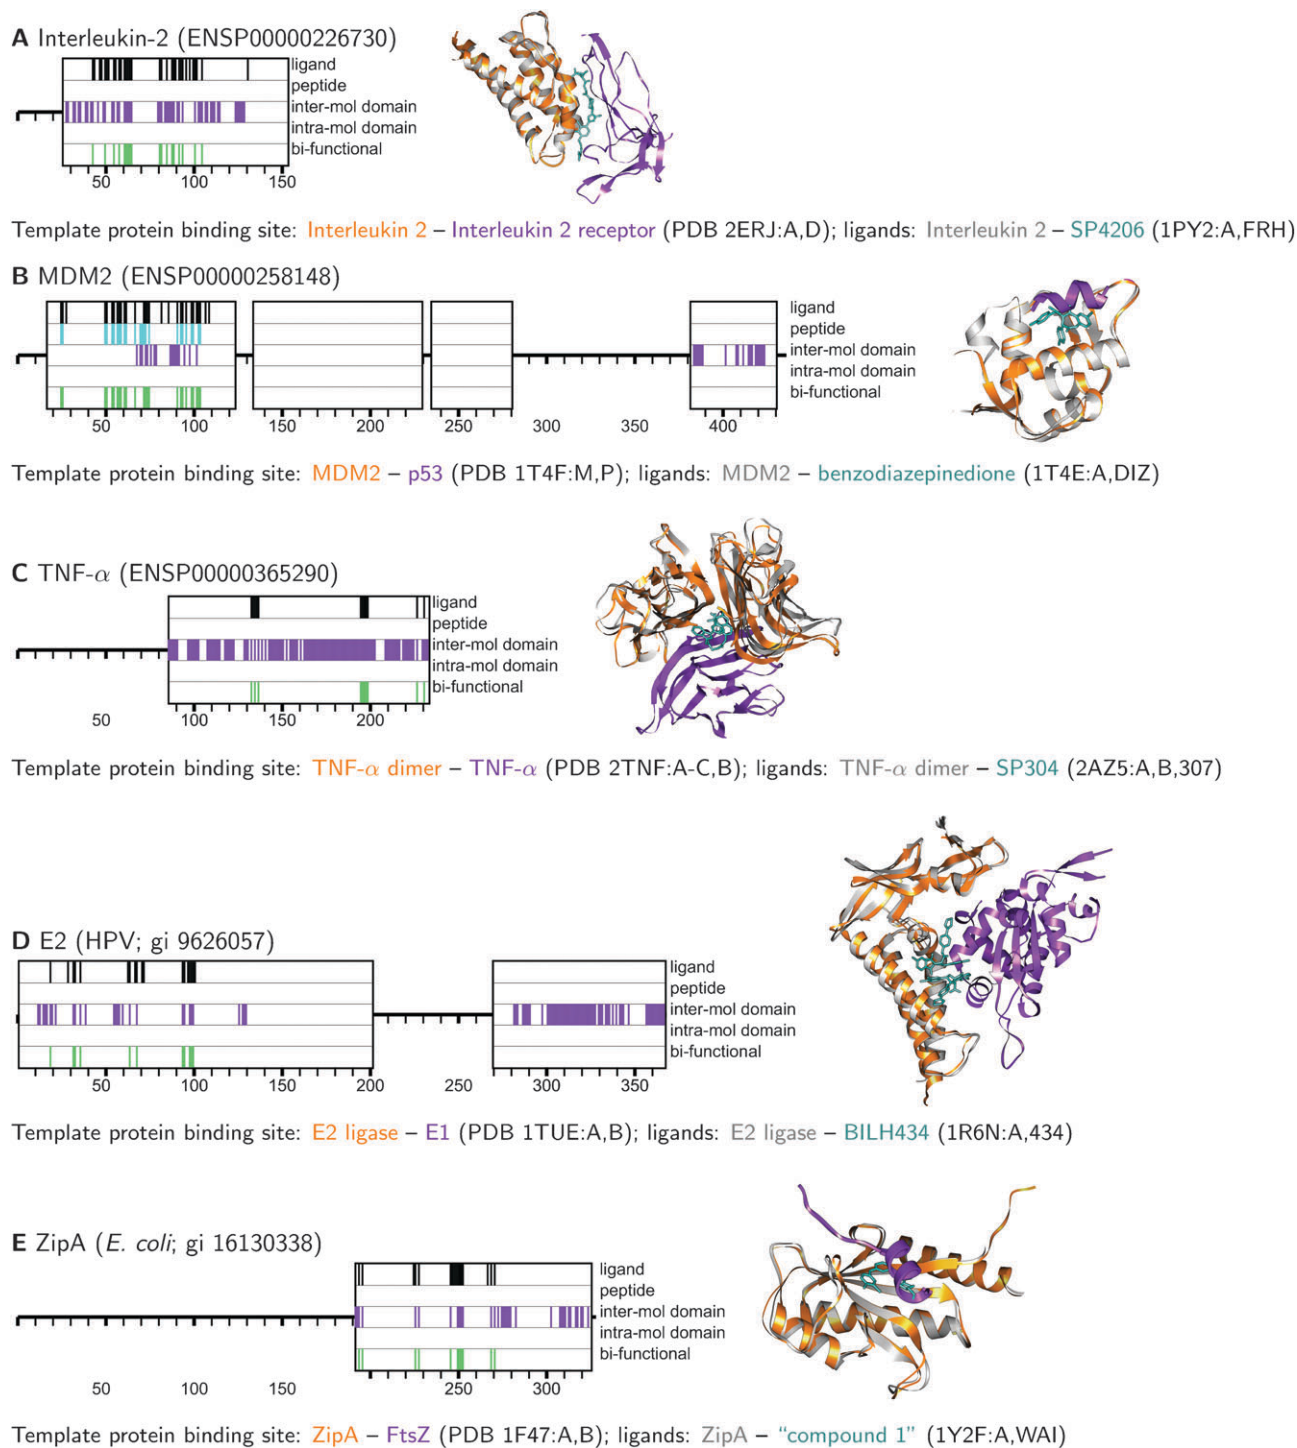 A Interleukin-2 (ENSP00000226730)
ligand
peptide
inter-mol domain
intra-mol domain
bi-functional
50 100 150
Template protein binding site: Interleukin 2 – Interleukin 2 receptor (PDB 2ERJ:A,D); ligands: Interleukin 2 – SP4206 (1PY2:A,FRH)
B MDM2 (ENSP00000258148)
ligand
peptide
inter-mol domain
intra-mol domain
bi-functional
50 100 150 200 250 300 350 400
Template protein binding site: MDM2 – p53 (PDB 1T4F:M,P); ligands: MDM2 – benzodiazepinedione (1T4E:A,DIZ)
C TNF-α (ENSP00000365290)
ligand
peptide
inter-mol domain
intra-mol domain
bi-functional
50 100 150 200
Template protein binding site: TNF-α dimer – TNF-α (PDB 2TNF:A-C,B); ligands: TNF-α dimer – SP304 (2AZ5:A,B,307)
D E2 (HPV; gi 9626057)
ligand
peptide
inter-mol domain
intra-mol domain
bi-functional
50 100 150 200 250 300 350
Template protein binding site: E2 ligase – E1 (PDB 1TUE:A,B); ligands: E2 ligase – BILH434 (1R6N:A,434)
E ZipA (E. coli; gi 16130338)
ligand
peptide
inter-mol domain
intra-mol domain
bi-functional
50 100 150 250 300
Template protein binding site: ZipA – FtsZ (PDB 1F47:A,B); ligands: ZipA – “compound 1” (1Y2F:A,WAI)